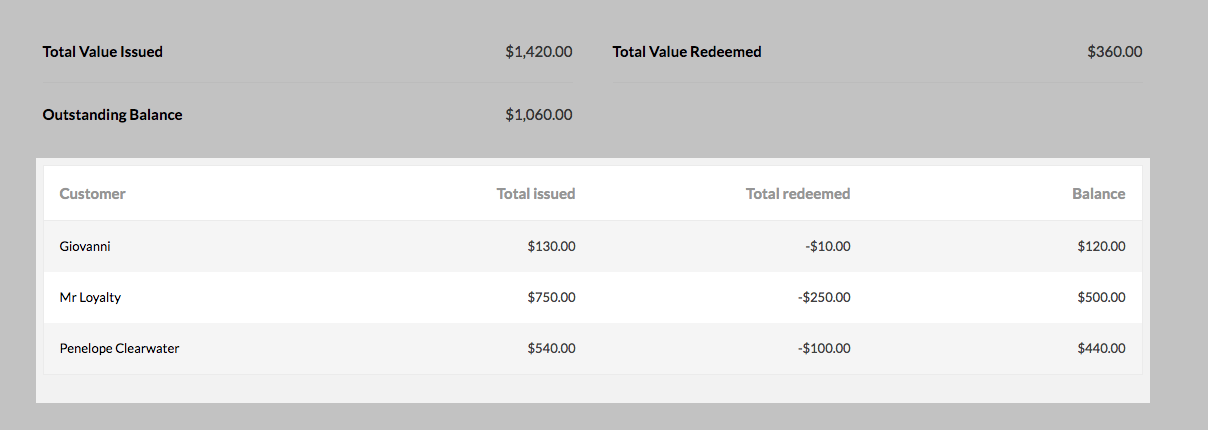 Total Value Issued $1,420.00 Total Value Redeemed $360.00
Outstanding Balance $1,060.00
Customer Total issued Total redeemed Balance
Giovanni $130.00 -$10.00 $120.00
Mr Loyalty $750.00 -$250.00 $500.00
Penelope Clearwater $540.00 -$100.00 $440.00